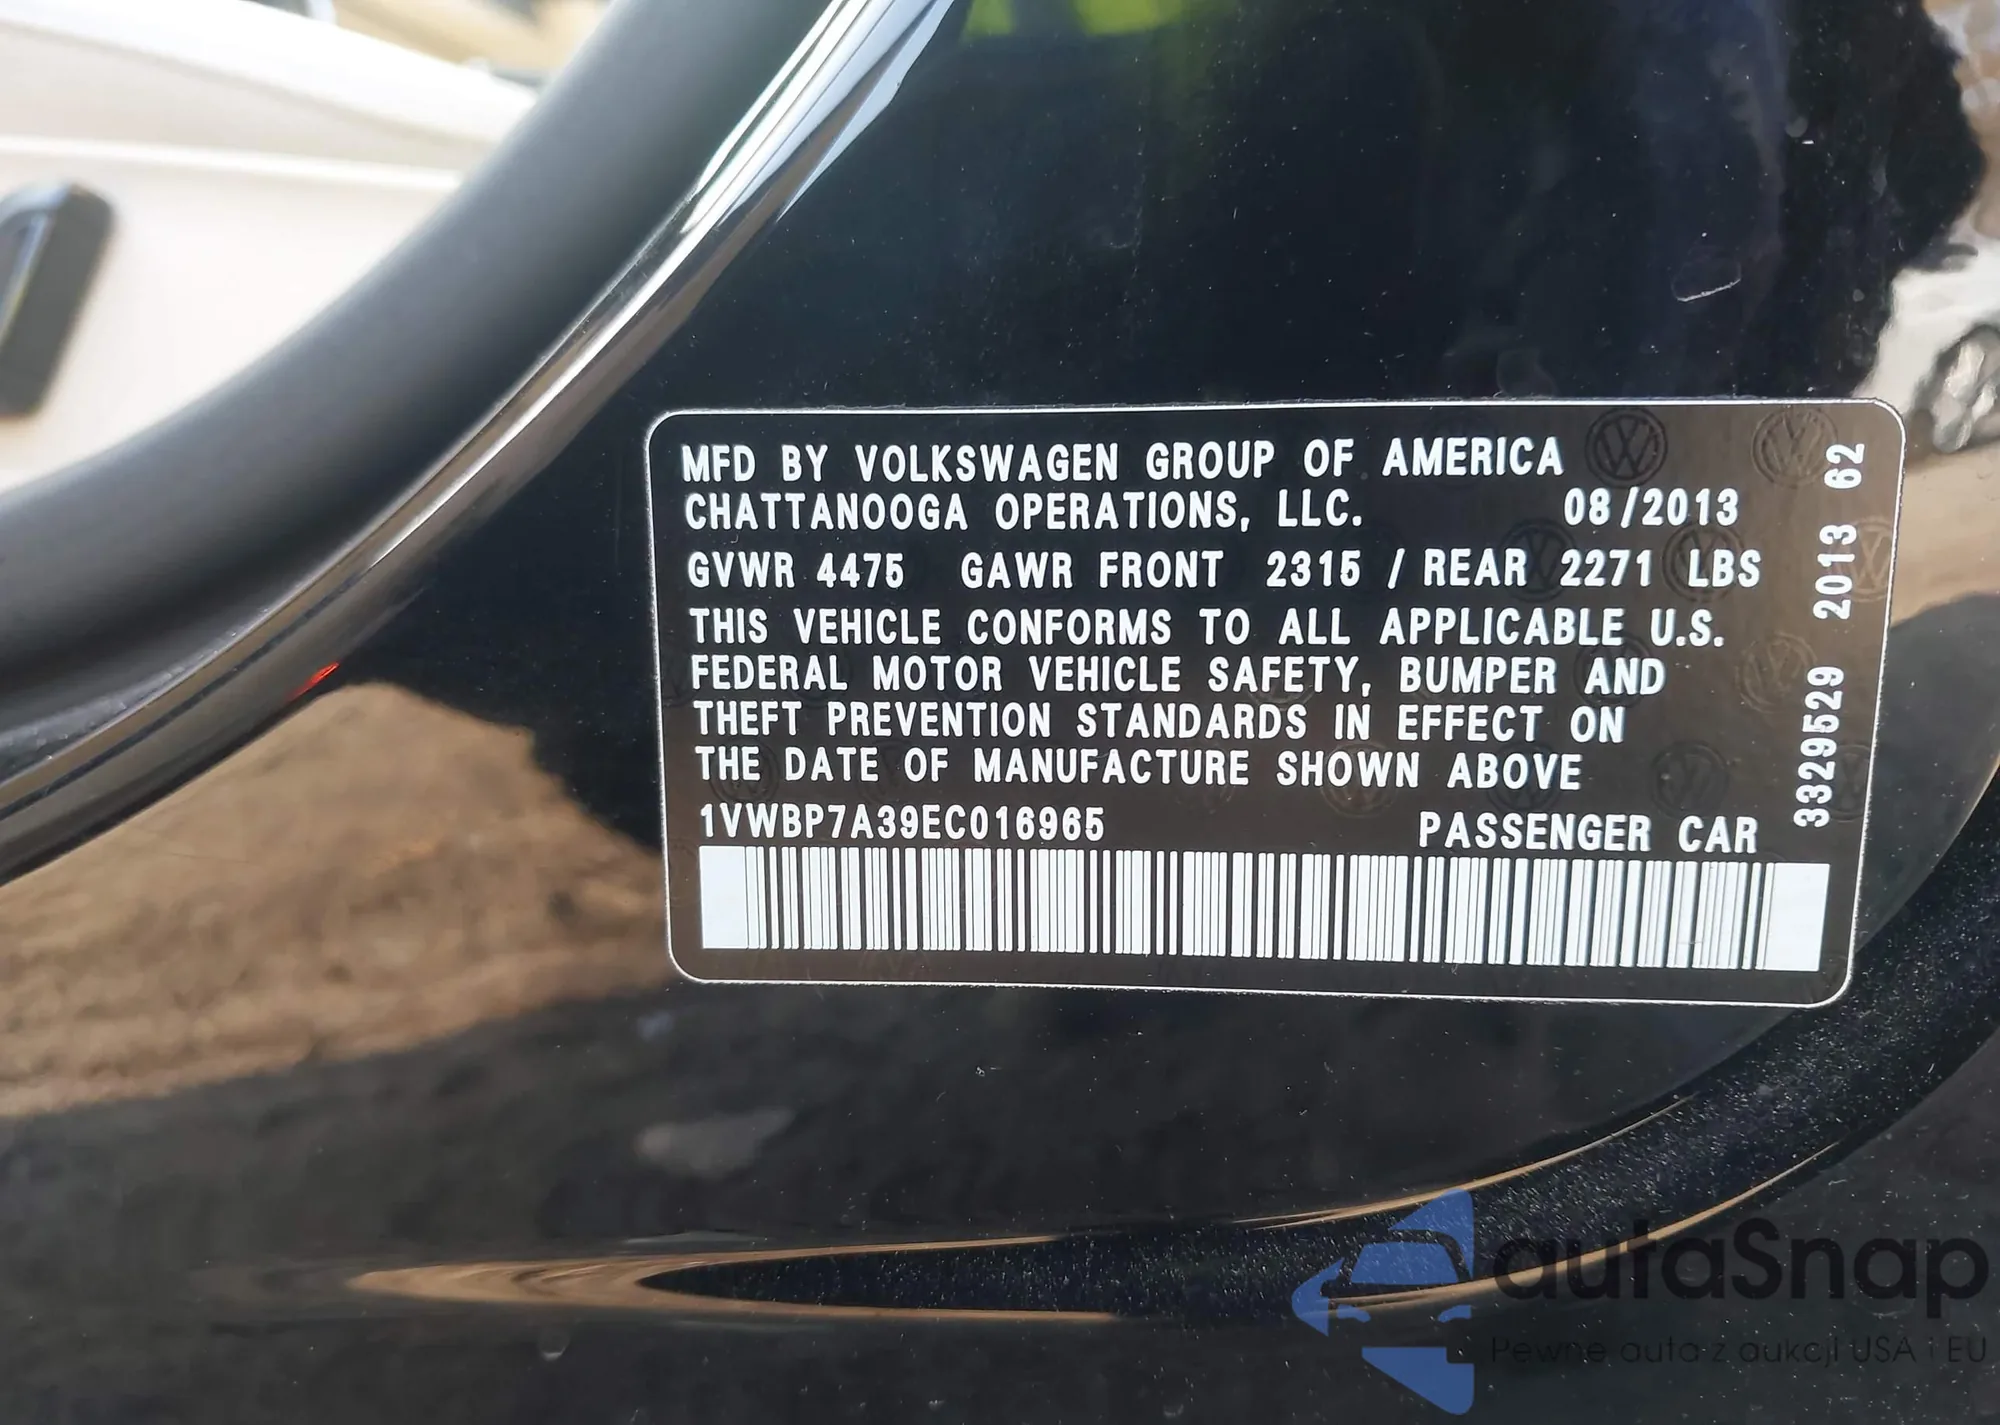 MFD BY VOLKSWAGEN GROUP OF AMERICA
CHATTANOOGA OPERATIONS, LLC. 08/2013
GVWR 4475 GAWR FRONT 2315 / REAR 2271 LBS
THIS VEHICLE CONFORMS TO ALL APPLICABLE U.S.
FEDERAL MOTOR VEHICLE SAFETY, BUMPER AND
THEFT PREVENTION STANDARDS IN EFFECT ON
THE DATE OF MANUFACTURE SHOWN ABOVE
1VWBP7A39EC016965 PASSENGER CAR
3329529 2013 62
autaSnap
Pewne auta z aukcji USA i EU